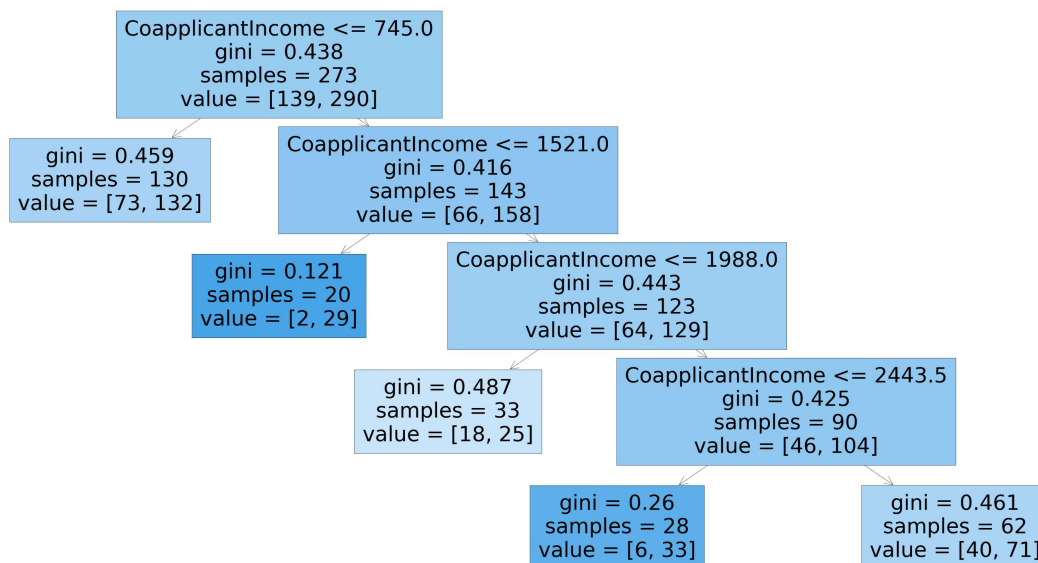 CoapplicantIncome <= 745.0
gini = 0.438
samples = 273
value = [139, 290]
gini = 0.459
samples = 130
value = [73, 132]
CoapplicantIncome <= 1521.0
gini = 0.416
samples = 143
value = [66, 158]
gini = 0.121
samples = 20
value = [2, 29]
CoapplicantIncome <= 1988.0
gini = 0.443
samples = 123
value = [64, 129]
gini = 0.487
samples = 33
value = [18, 25]
CoapplicantIncome <= 2443.5
gini = 0.425
samples = 90
value = [46, 104]
gini = 0.26
samples = 28
value = [6, 33]
gini = 0.461
samples = 62
value = [40, 71]